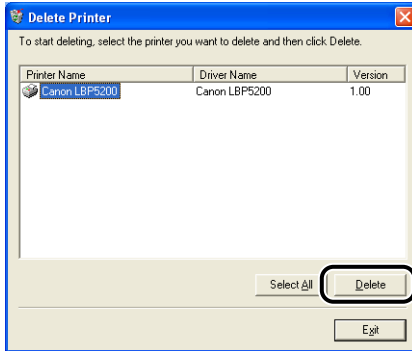 Delete Printer
To start deleting, select the printer you want to delete and then click Delete.
Printer Name Driver Name Version
Canon LBP5200 Canon LBP5200 1.00
Select All Delete
Exit